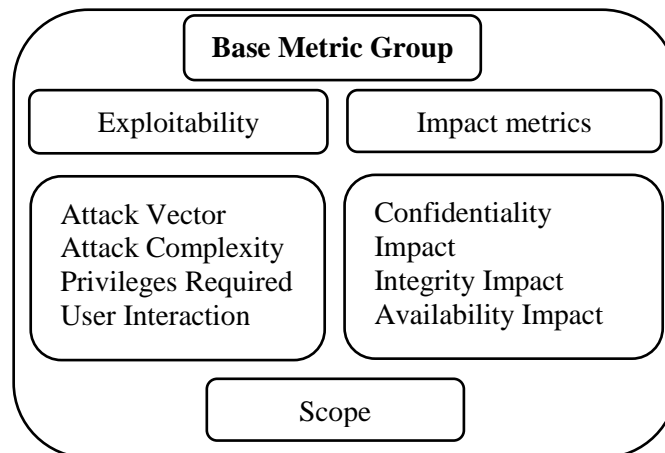 Base Metric Group
Exploitability
Impact metrics
Attack Vector
Attack Complexity
Privileges Required
User Interaction
Confidentiality
Impact
Integrity Impact
Availability Impact
Scope